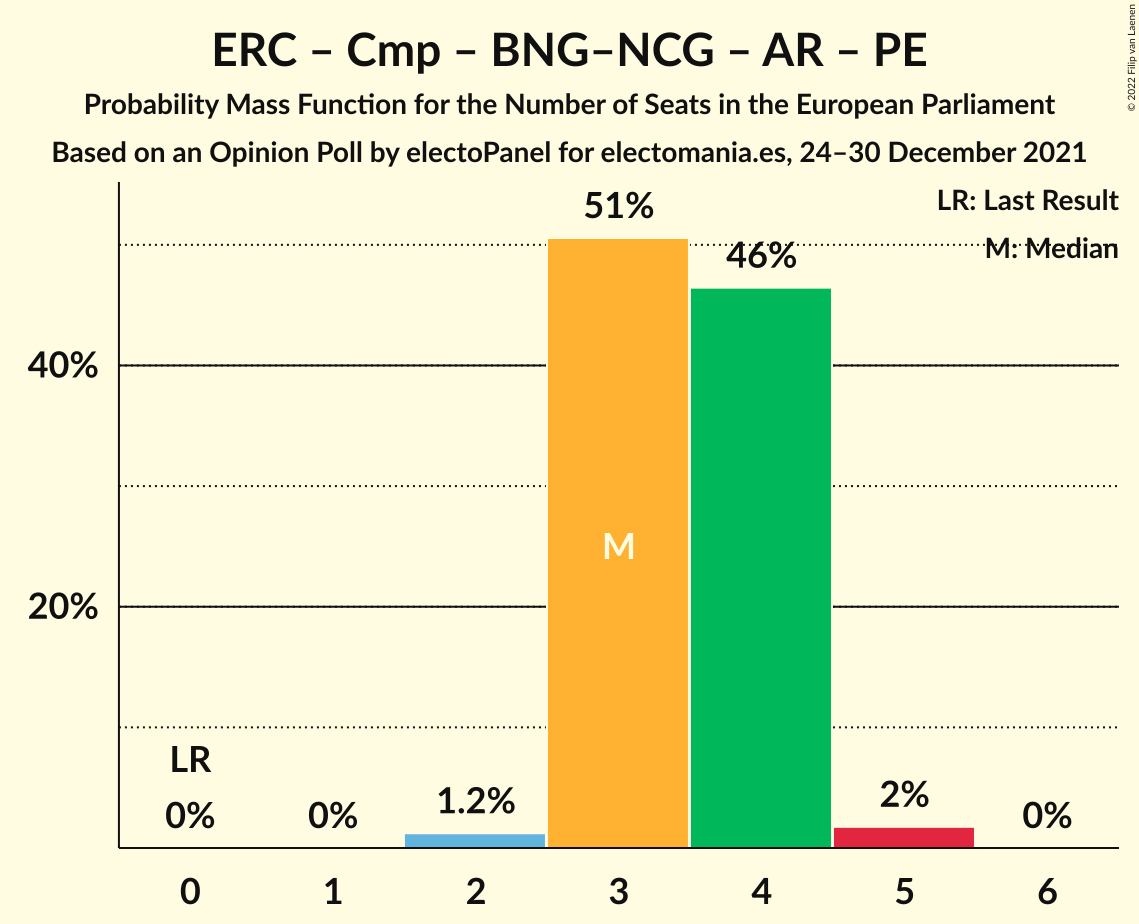 ERC – Cmp – BNG–NCG – AR – PE
Probability Mass Function for the Number of Seats in the European Parliament
Based on an Opinion Poll by electoPanel for electomania.es, 24–30 December 2021
© 2022 Filip van Laenen
LR: Last Result
M: Median
51%
46%
40%
20%
M
LR
0%
0%
1.2%
2%
0%
0 1 2 3 4 5 6